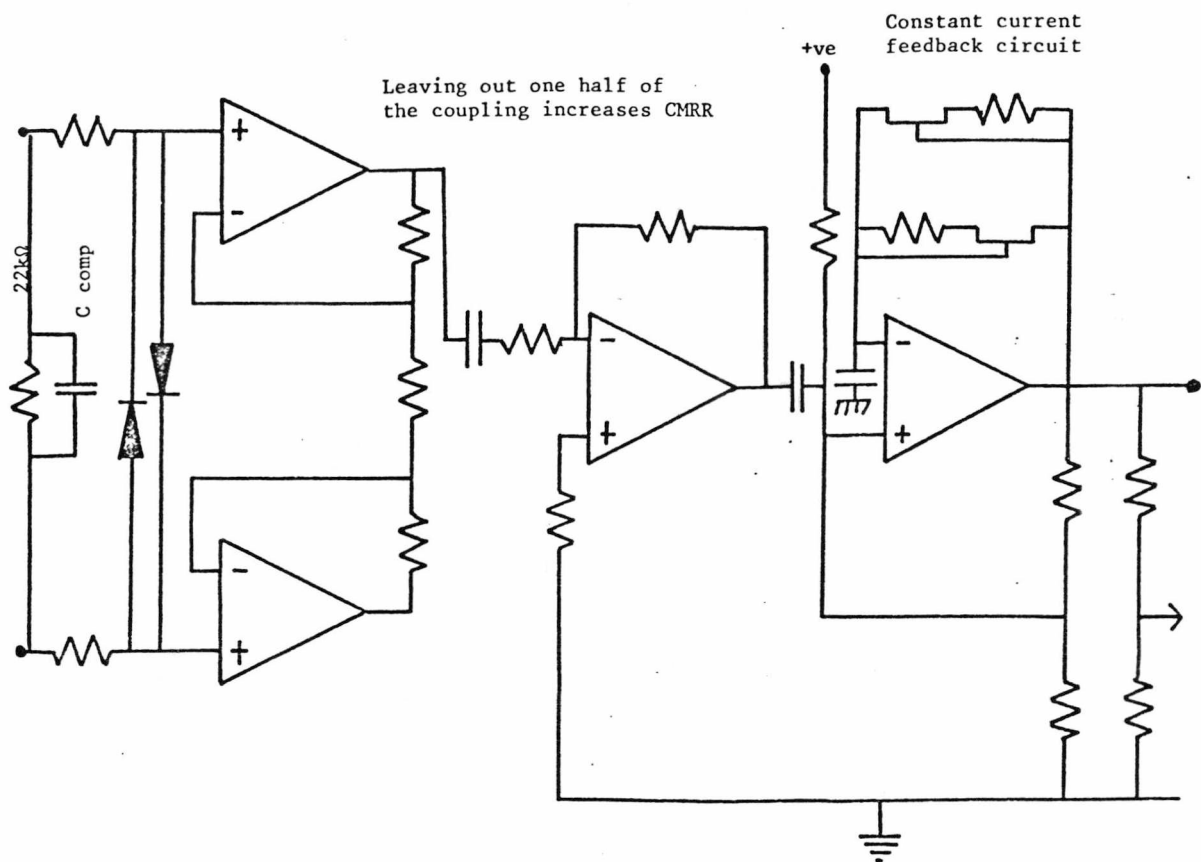 Constant current
feedback circuit
+ve
Leaving out one half of
the coupling increases CMRR
22kΩ
C comp
+
-
-
+
-
+
-
+